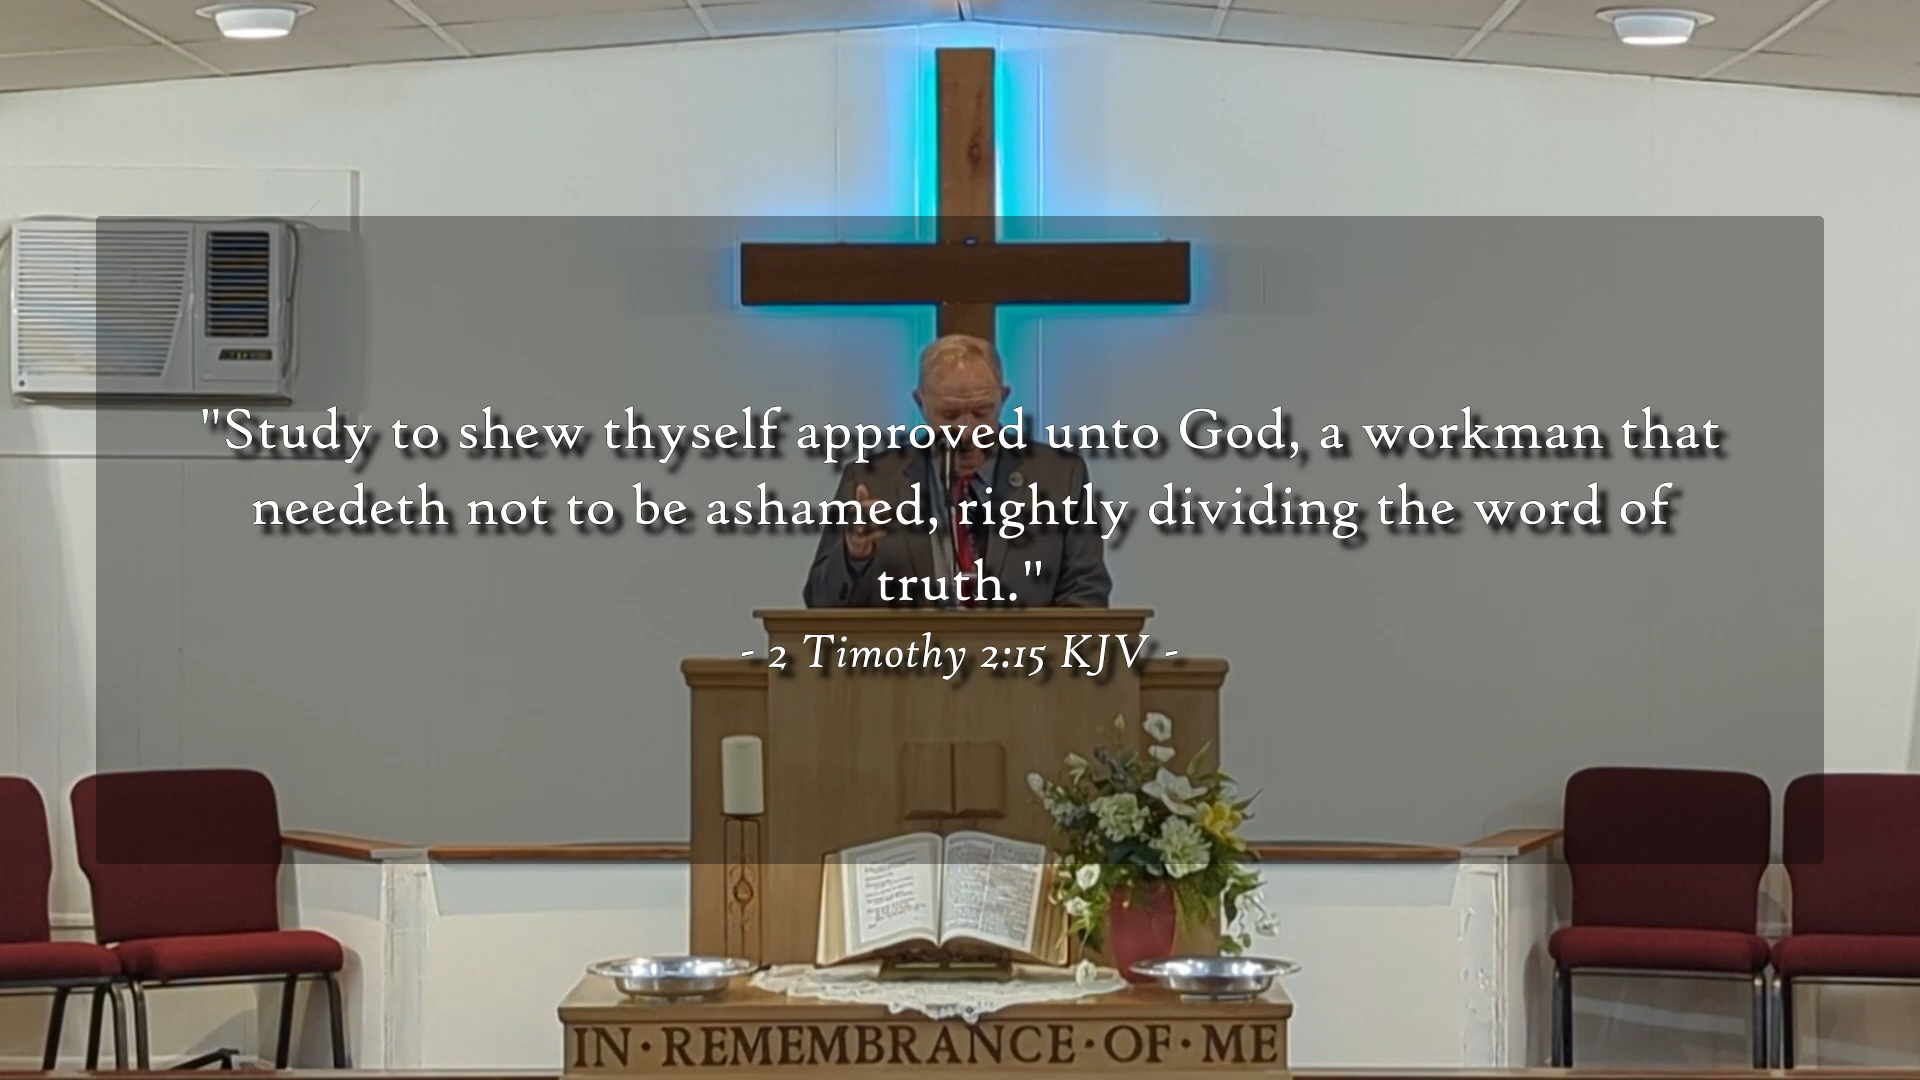 "Study to shew thyself approved unto God, a workman that
needeth not to be ashamed, rightly dividing the word of
truth."
- 2 Timothy 2:15 KJV -
IN·REMEMBRANCE·OF·ME